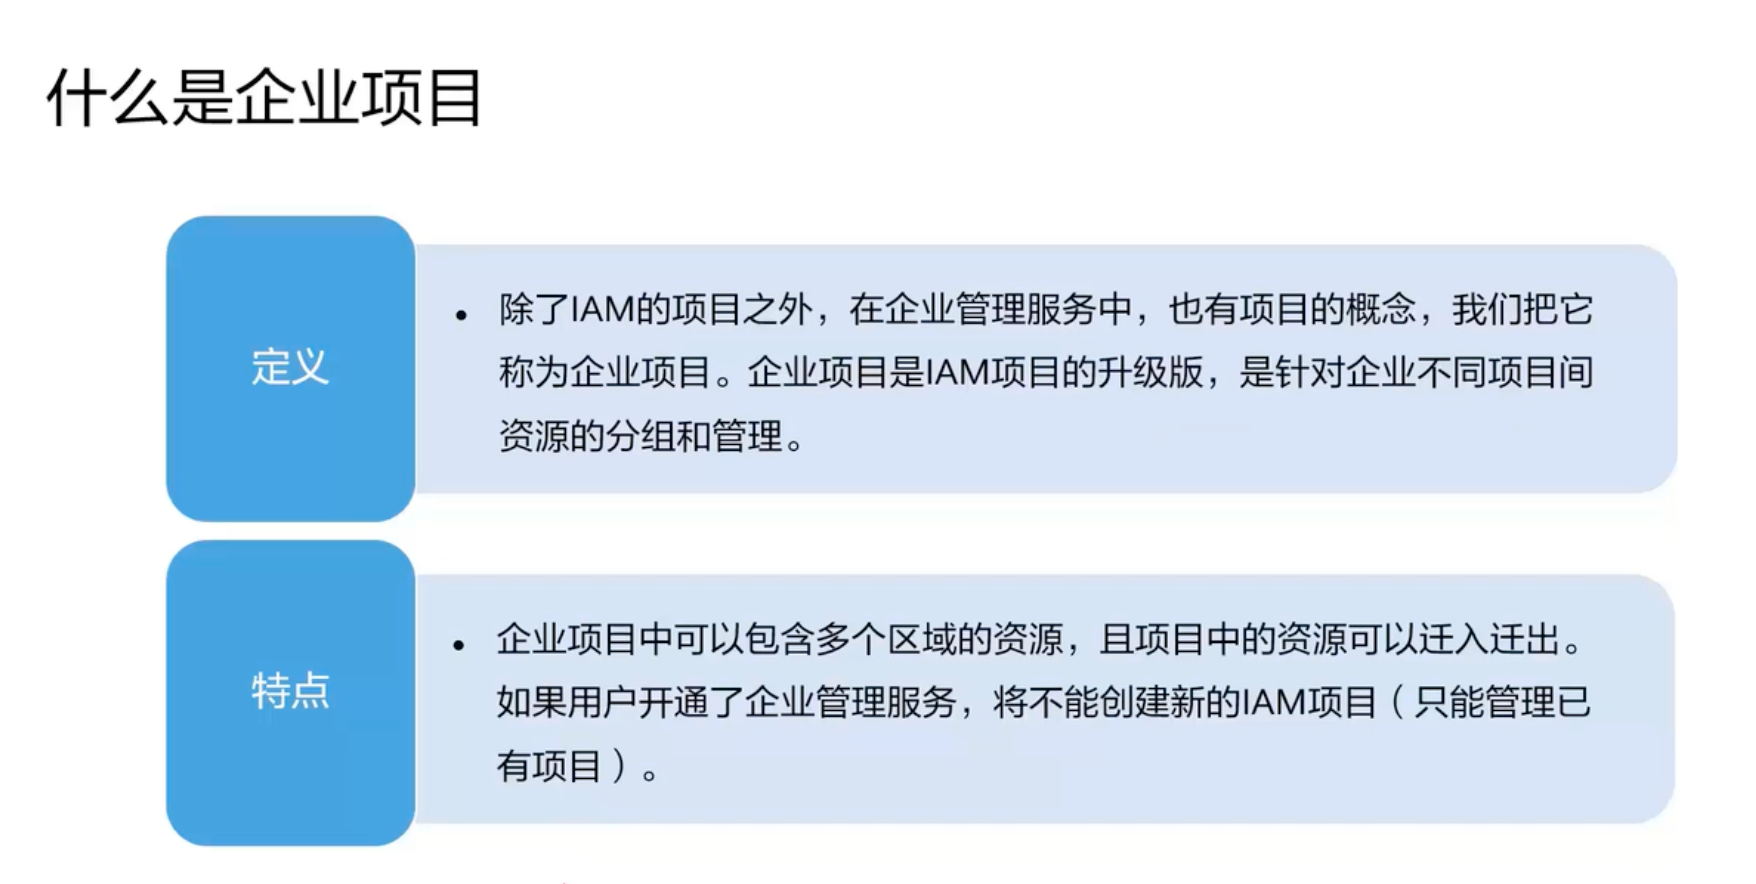 什么是企业项目
定义
• 除了IAM的项目之外，在企业管理服务中，也有项目的概念，我们把它
称为企业项目。企业项目是IAM项目的升级版，是针对企业不同项目间
资源的分组和管理。
特点
• 企业项目中可以包含多个区域的资源，且项目中的资源可以迁入迁出。
如果用户开通了企业管理服务，将不能创建新的IAM项目（只能管理已
有项目）。